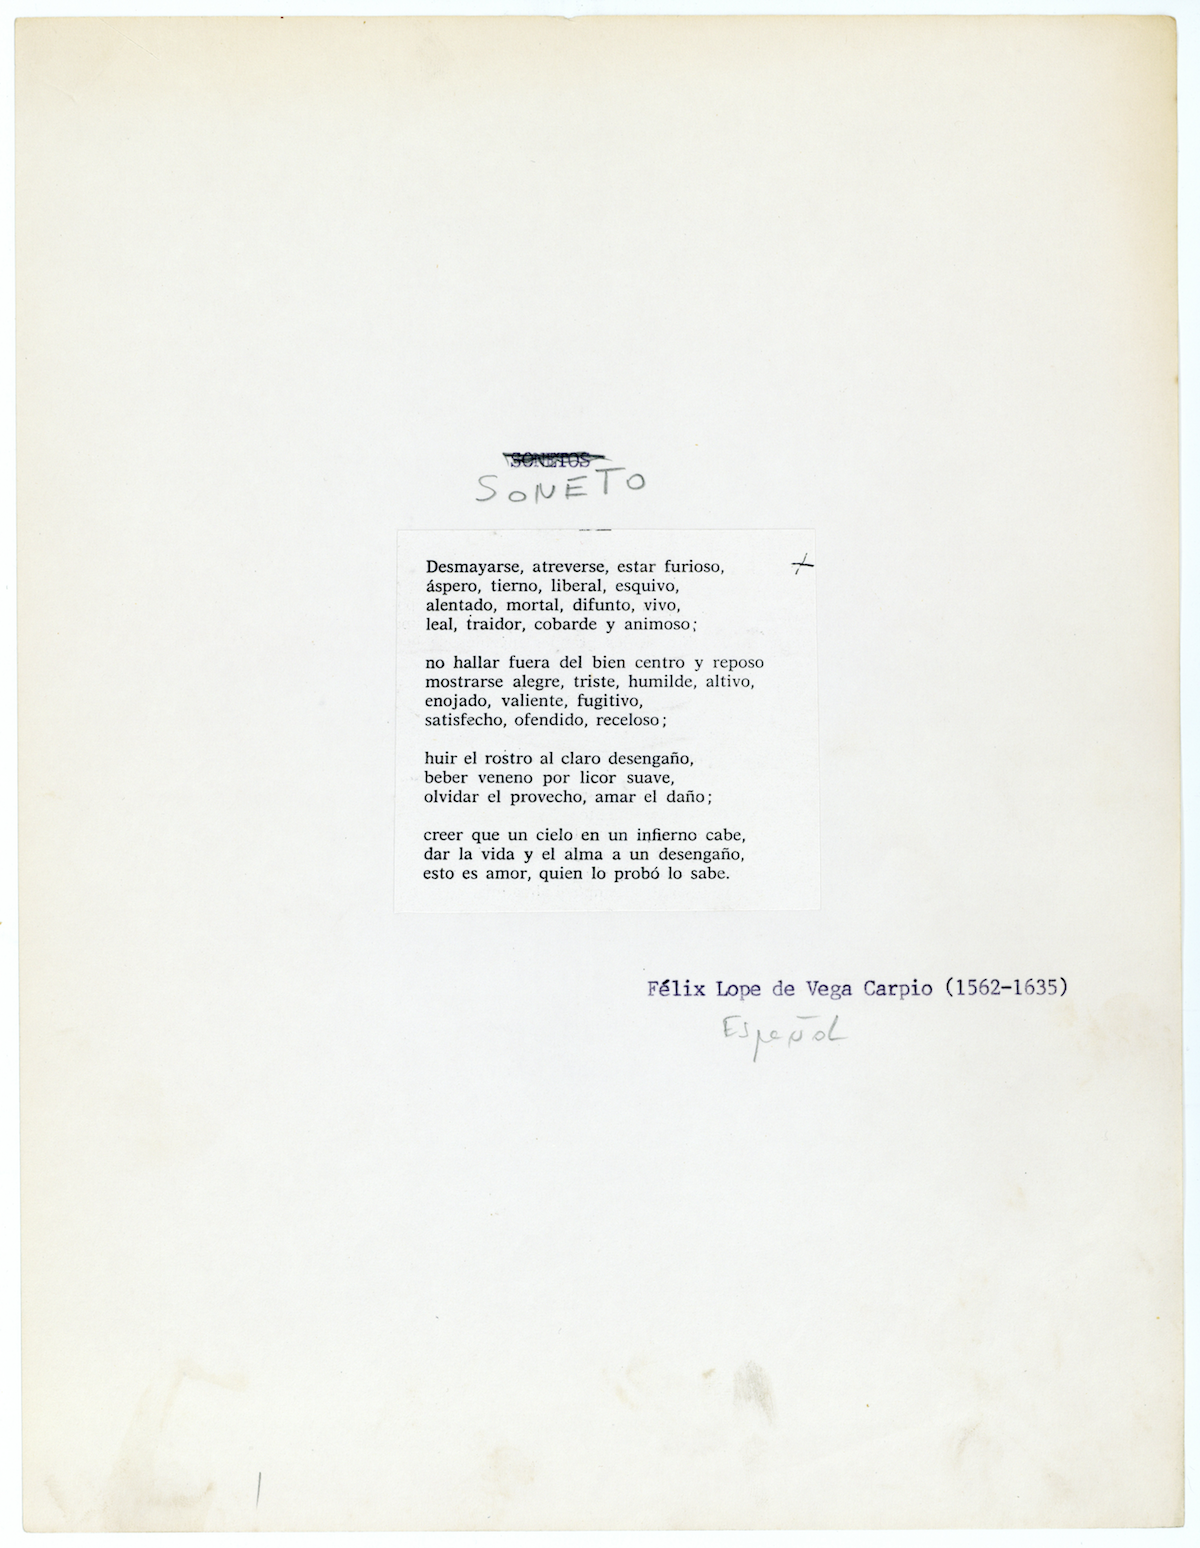 SONETOS
SONETO
Desmayarse, atreverse, estar furioso,
áspero, tierno, liberal, esquivo,
alentado, mortal, difunto, vivo,
leal, traidor, cobarde y animoso;
no hallar fuera del bien centro y reposo
mostrarse alegre, triste, humilde, altivo,
enojado, valiente, fugitivo,
satisfecho, ofendido, receloso;
huir el rostro al claro desengaño,
beber veneno por licor suave,
olvidar el provecho, amar el daño;
creer que un cielo en un infierno cabe,
dar la vida y el alma a un desengaño,
esto es amor, quien lo probó lo sabe.
Félix Lope de Vega Carpio (1562-1635)
Español